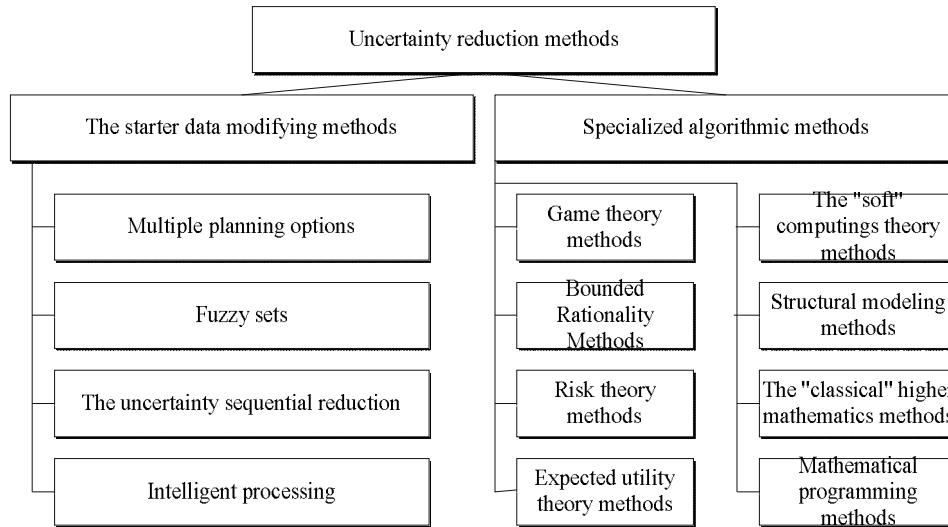 Uncertainty reduction methods
The starter data modifying methods
Specialized algorithmic methods
Multiple planning options
Fuzzy sets
The uncertainty sequential reduction
Intelligent processing
Game theory
methods
Bounded
Rationality
Methods
Risk theory
methods
Expected utility
theory methods
The "soft"
computings theory
methods
Structural modeling
methods
The "classical" higher
mathematics methods
Mathematical
programming
methods